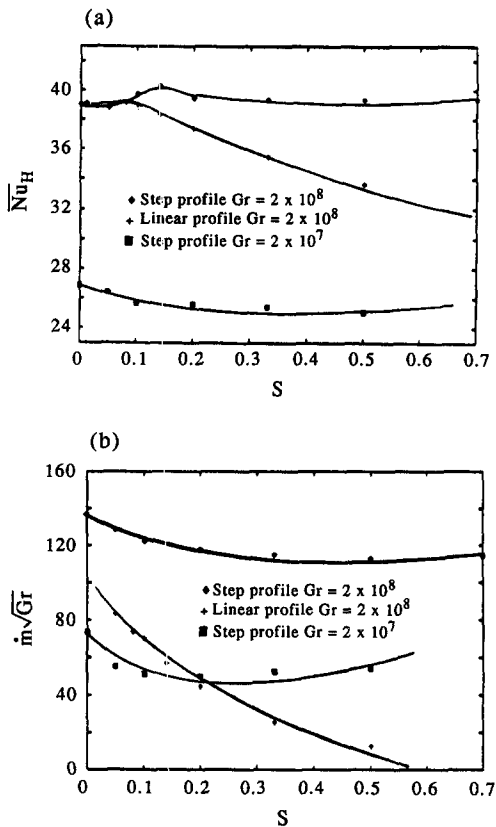 (a)
44
40
36
32
28
24
N̅u̅H
Step profile Gr = 2 x 10^8
Linear profile Gr = 2 x 10^8
Step profile Gr = 2 x 10^7
0 0.1 0.2 0.3 0.4 0.5 0.6 0.7
S
(b)
160
120
80
40
0
ṁ√Gr
Step profile Gr = 2 x 10^8
Linear profile Gr = 2 x 10^8
Step profile Gr = 2 x 10^7
0 0.1 0.2 0.3 0.4 0.5 0.6 0.7
S